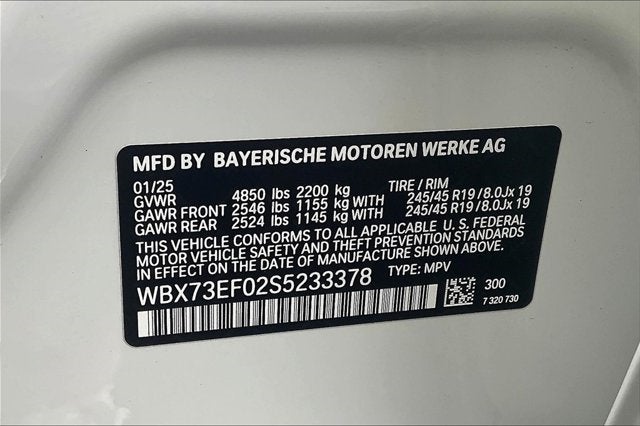 MFD BY BAYERISCHE MOTOREN WERKE AG
01/25 TIRE / RIM
GVWR 4850 lbs 2200 kg
GAWR FRONT 2546 lbs 1155 kg WITH 245/45 R19 / 8.0Jx 19
GAWR REAR 2524 lbs 1145 kg WITH 245/45 R19 / 8.0Jx 19
THIS VEHICLE CONFORMS TO ALL APPLICABLE U. S. FEDERAL
MOTOR VEHICLE SAFETY AND THEFT PREVENTION STANDARDS
IN EFFECT ON THE DATE OF MANUFACTURE SHOWN ABOVE.
WBX73EF02S5233378 TYPE: MPV
300
7 320 730